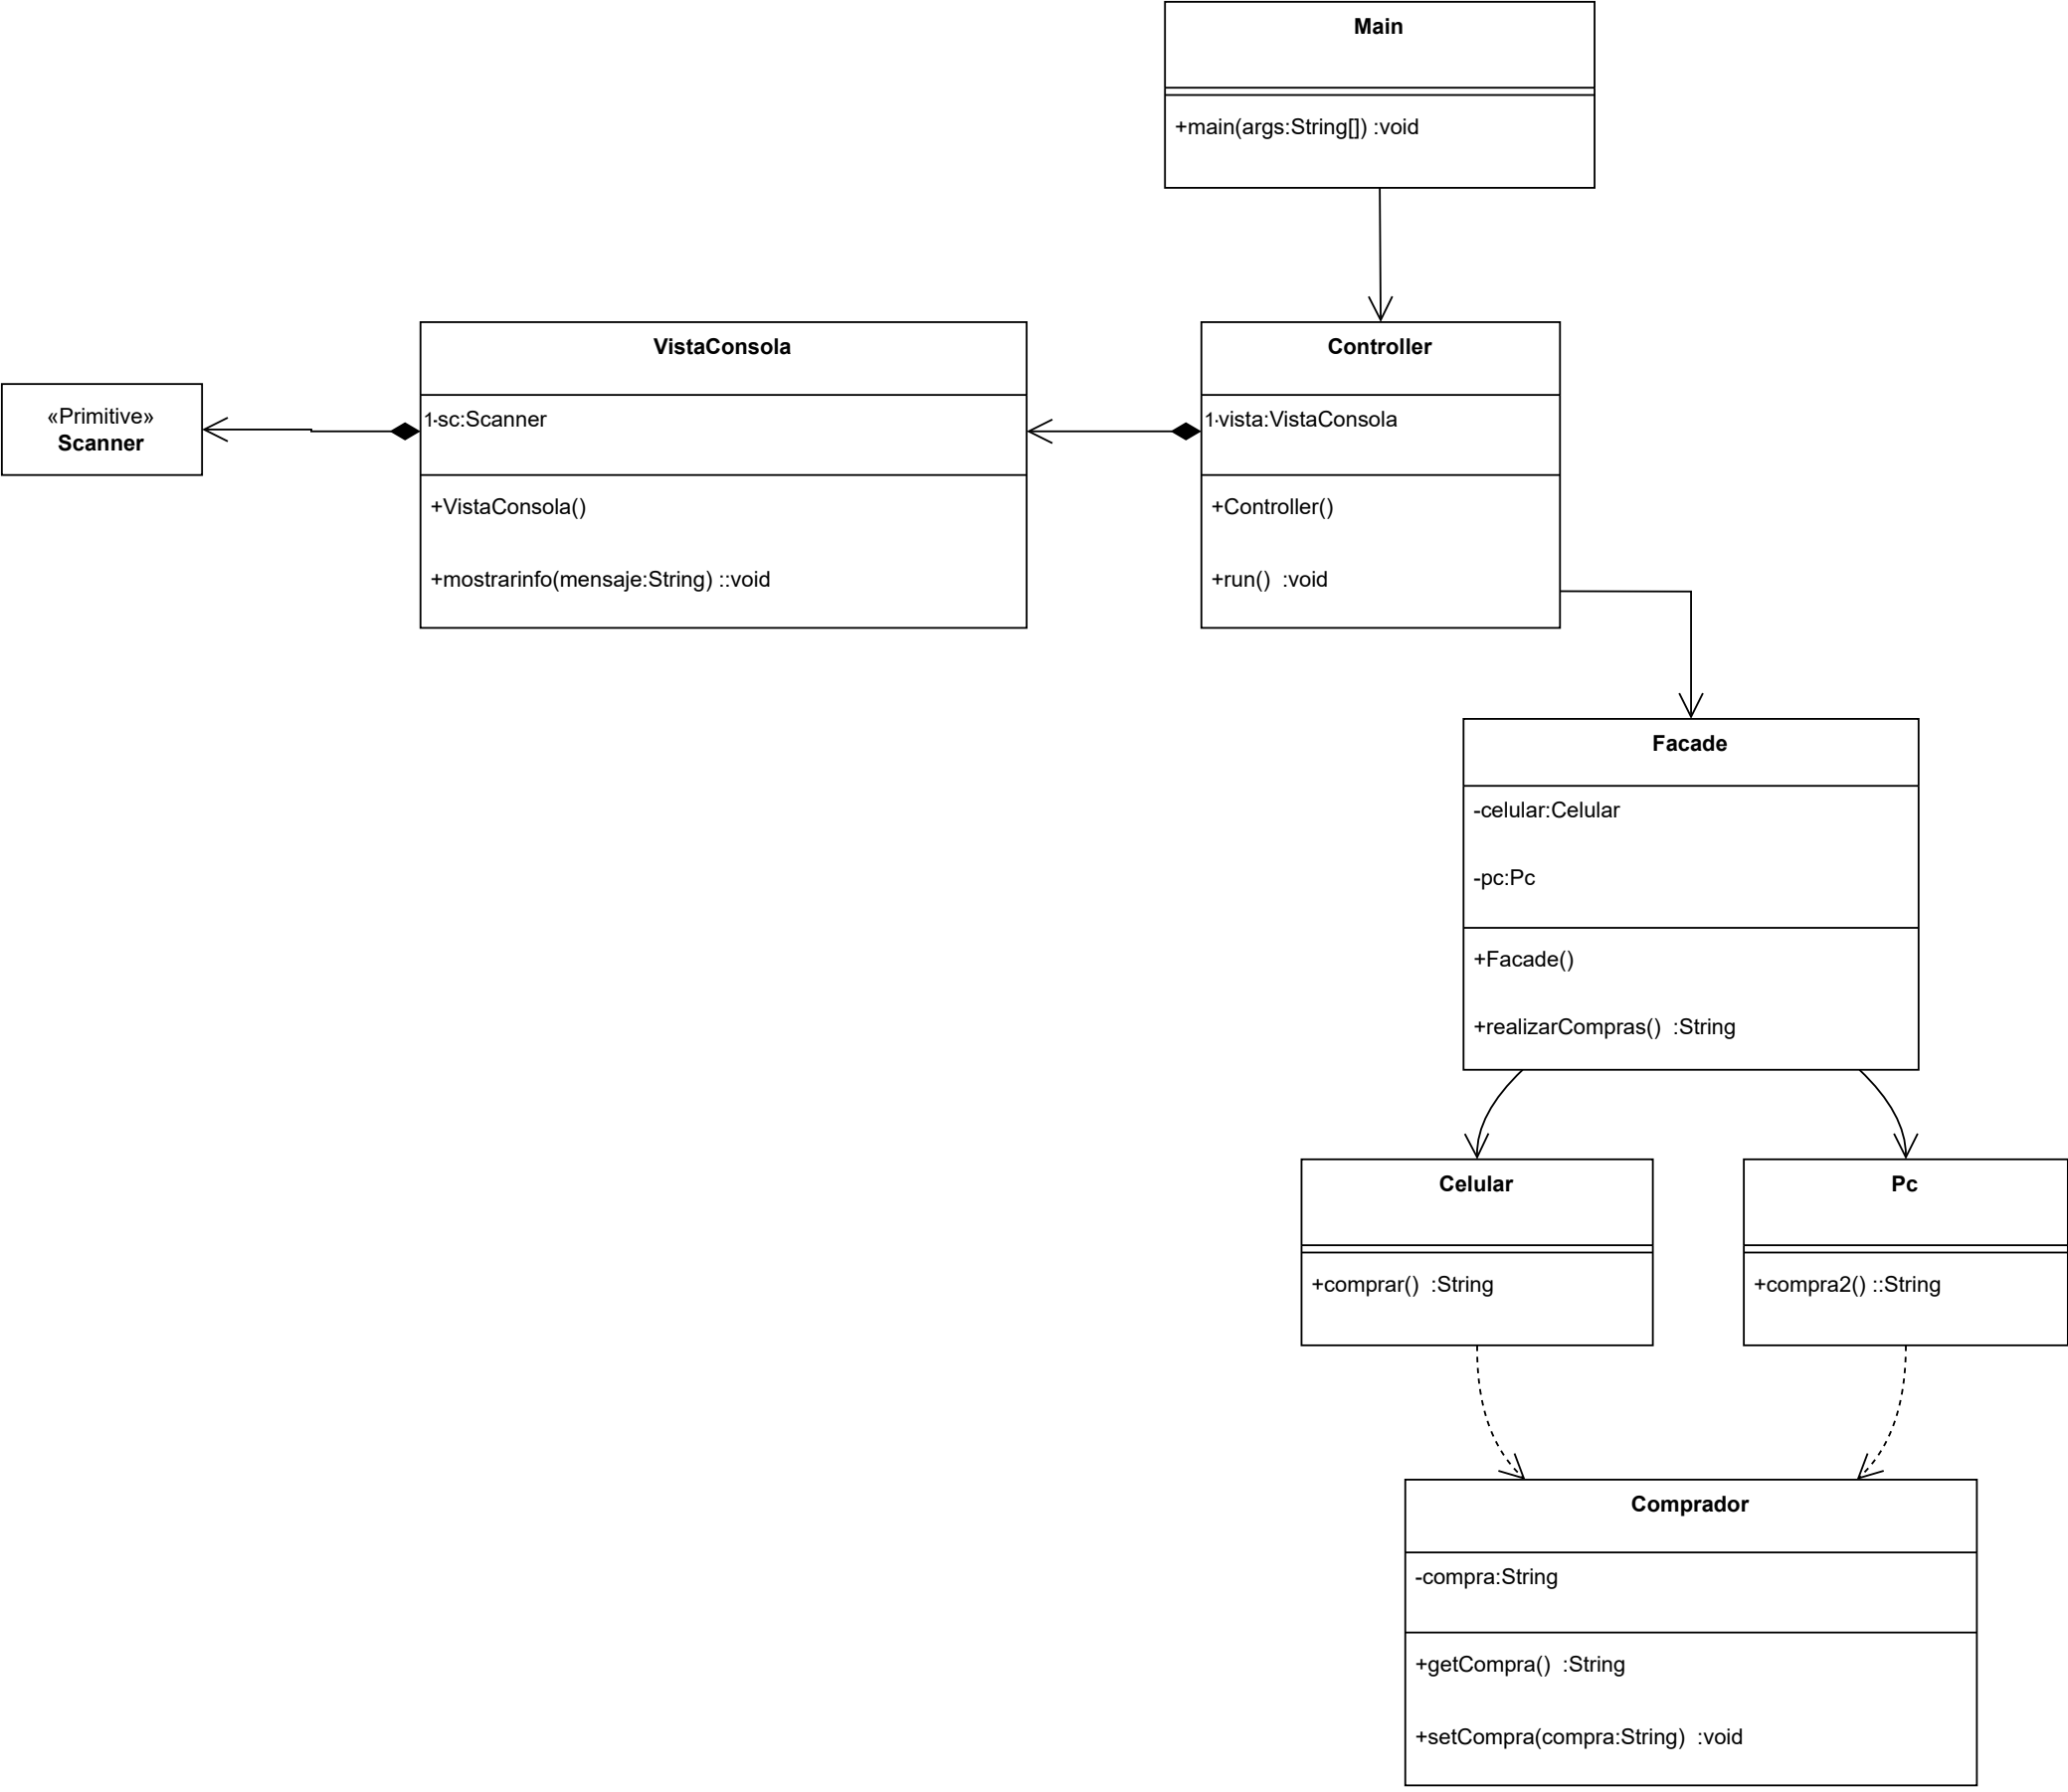 Main
+main(args:String[]) :void
«Primitive»
Scanner
VistaConsola
1-sc:Scanner
+VistaConsola()
+mostrarinfo(mensaje:String) ::void
Controller
1-vista:VistaConsola
+Controller()
+run()  :void
Facade
-celular:Celular
-pc:Pc
+Facade()
+realizarCompras()  :String
Celular
+comprar()  :String
Pc
+compra2() ::String
Comprador
-compra:String
+getCompra()  :String
+setCompra(compra:String)  :void